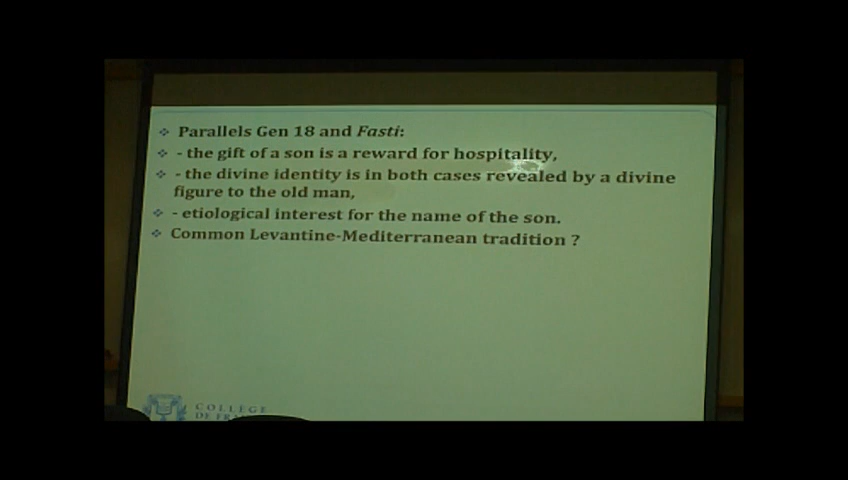 Parallels Gen 18 and Fasti:
- the gift of a son is a reward for hospitality,
- the divine identity is in both cases revealed by a divine
figure to the old man,
- etiological interest for the name of the son.
Common Levantine-Mediterranean tradition ?
COLLÈGE
DE